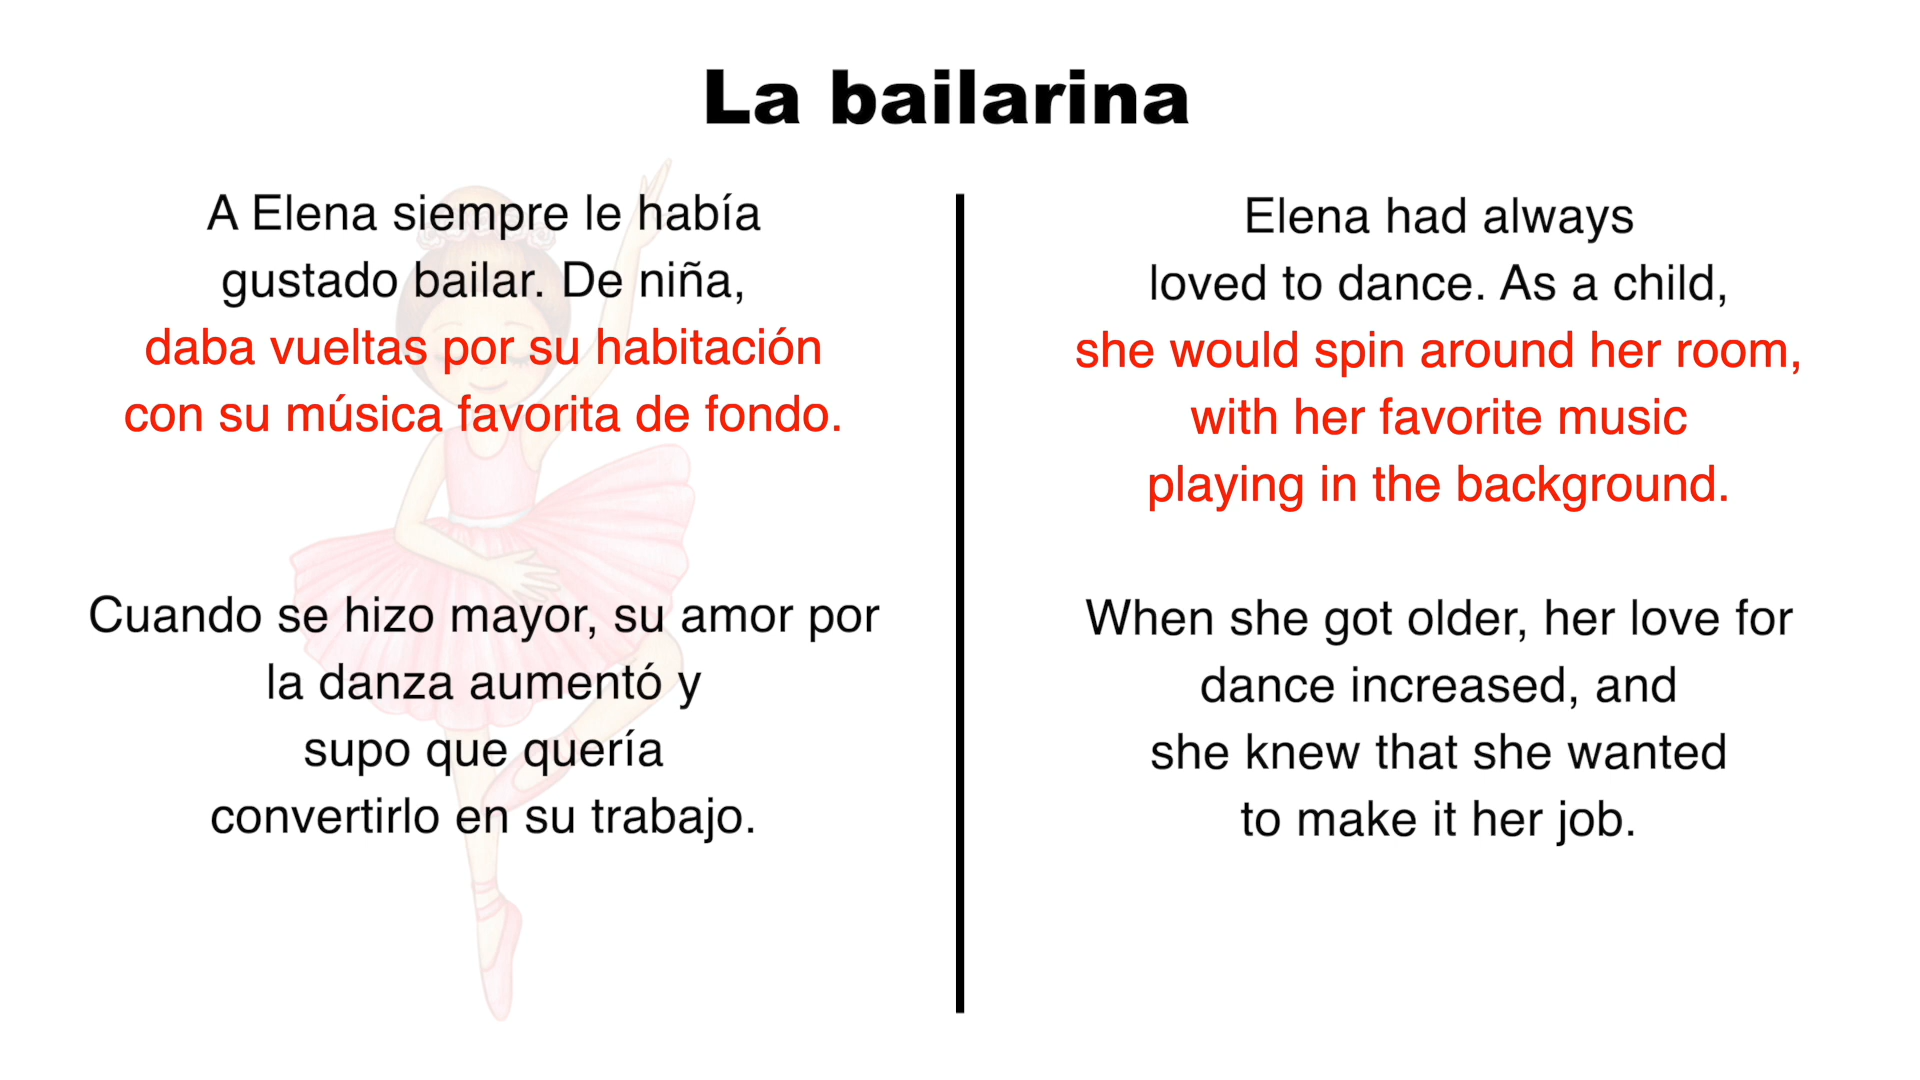 La bailarina
A Elena siempre le había
gustado bailar. De niña,
daba vueltas por su habitación
con su música favorita de fondo.
Cuando se hizo mayor, su amor por
la danza aumentó y
supo que quería
convertirlo en su trabajo.
Elena had always
loved to dance. As a child,
she would spin around her room,
with her favorite music
playing in the background.
When she got older, her love for
dance increased, and
she knew that she wanted
to make it her job.